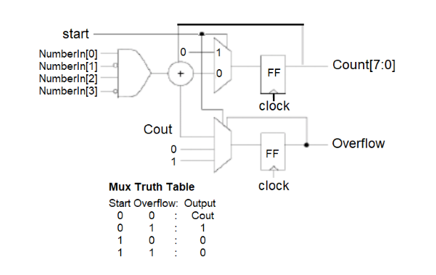 start
NumberIn[0]
NumberIn[1]
NumberIn[2]
NumberIn[3]
0
1
+
0
FF
Count[7:0]
clock
Cout
0
1
FF
Overflow
clock
Mux Truth Table
Start Overflow: Output
0 0 : Cout
0 1 : 1
1 0 : 0
1 1 : 0